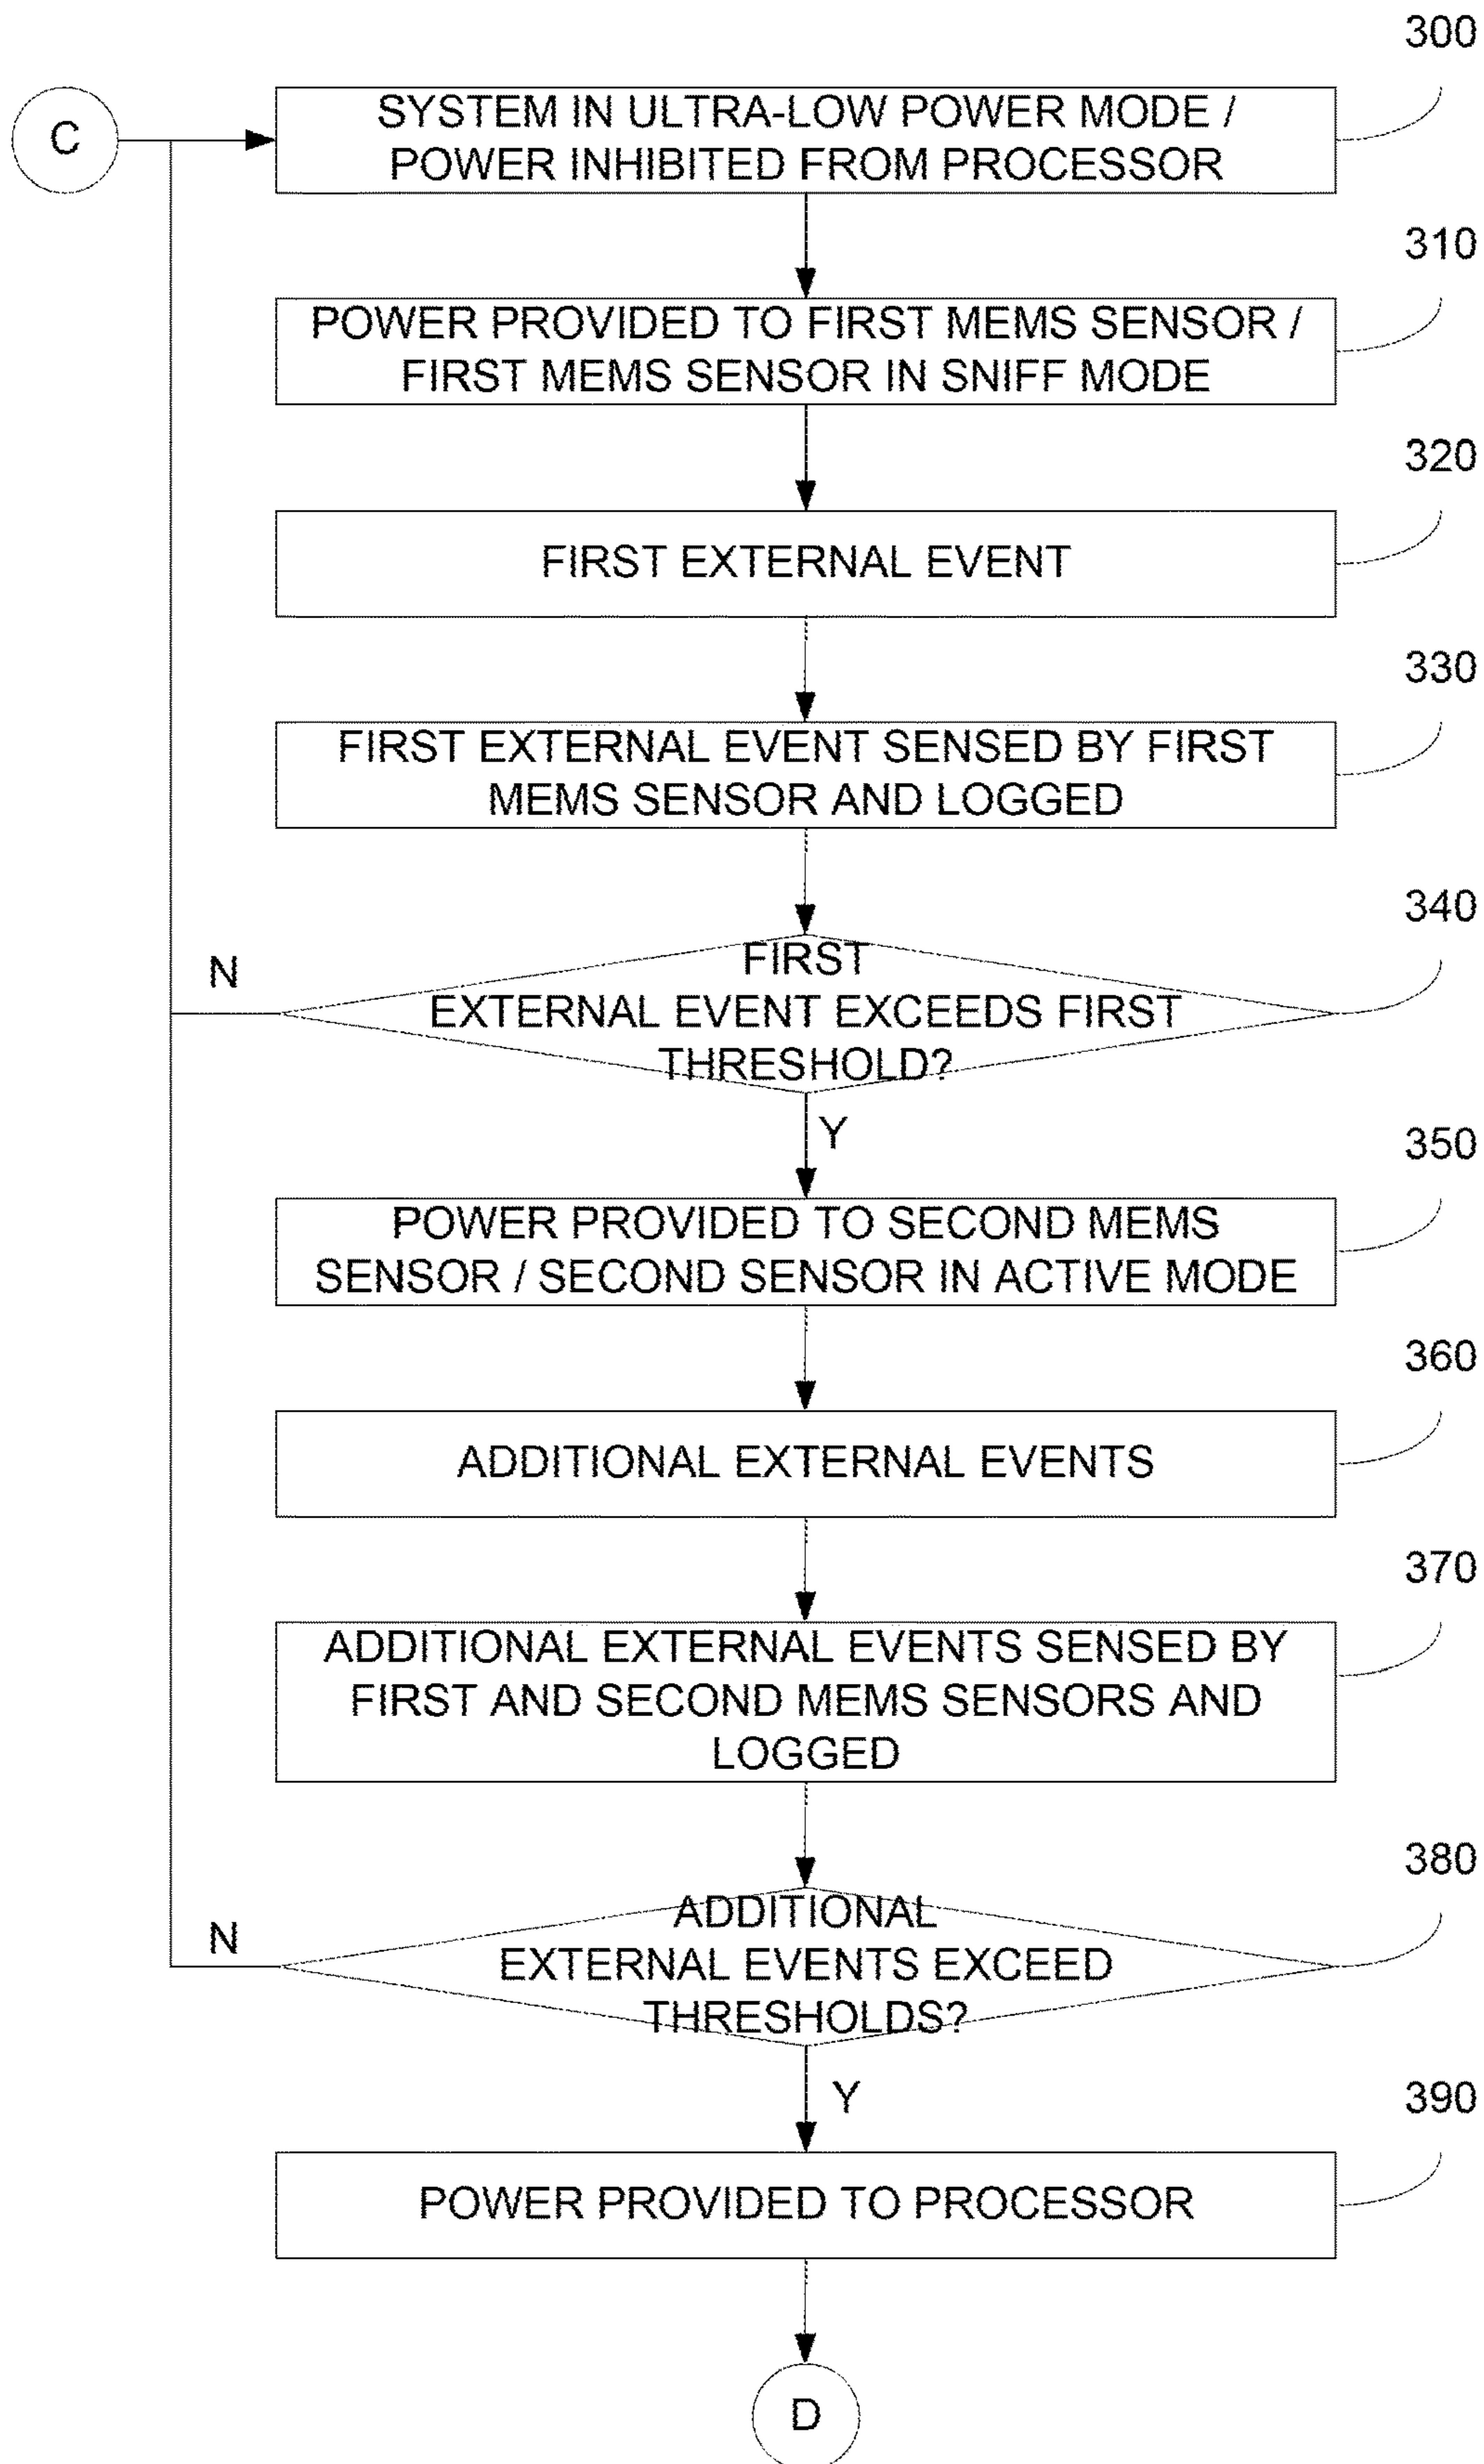 300
C
SYSTEM IN ULTRA-LOW POWER MODE /
POWER INHIBITED FROM PROCESSOR
310
POWER PROVIDED TO FIRST MEMS SENSOR /
FIRST MEMS SENSOR IN SNIFF MODE
320
FIRST EXTERNAL EVENT
330
FIRST EXTERNAL EVENT SENSED BY FIRST
MEMS SENSOR AND LOGGED
340
N
FIRST
EXTERNAL EVENT EXCEEDS FIRST
THRESHOLD?
Y
350
POWER PROVIDED TO SECOND MEMS
SENSOR / SECOND SENSOR IN ACTIVE MODE
360
ADDITIONAL EXTERNAL EVENTS
370
ADDITIONAL EXTERNAL EVENTS SENSED BY
FIRST AND SECOND MEMS SENSORS AND
LOGGED
380
N
ADDITIONAL
EXTERNAL EVENTS EXCEED
THRESHOLDS?
Y
390
POWER PROVIDED TO PROCESSOR
D